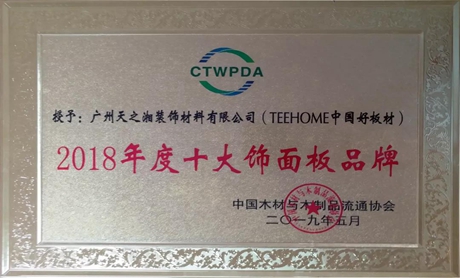 CTWPDA
授予：广州天之湘装饰材料有限公司（TEEHOME中国好板材）
2018年度十大饰面板品牌
中国木材与木制品流通协会
二〇一九年五月